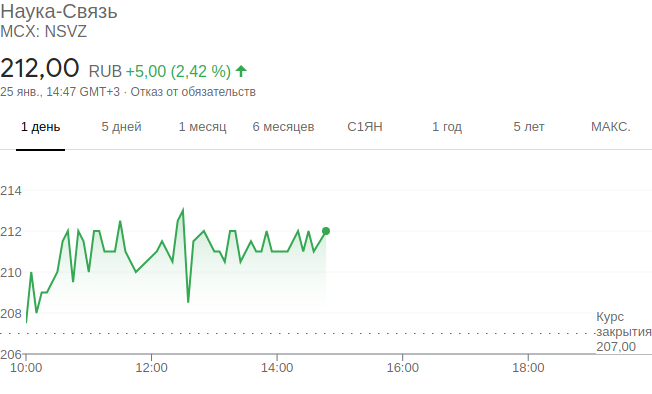 Наука-Связь
MCX: NSVZ
212,00 RUB +5,00 (2,42 %)
25 янв., 14:47 GMT+3 · Отказ от обязательств
1 день 5 дней 1 месяц 6 месяцев С1ЯН 1 год 5 лет МАКС.
214
212
210
208
Курс
закрытия
207,00
206
10:00 12:00 14:00 16:00 18:00